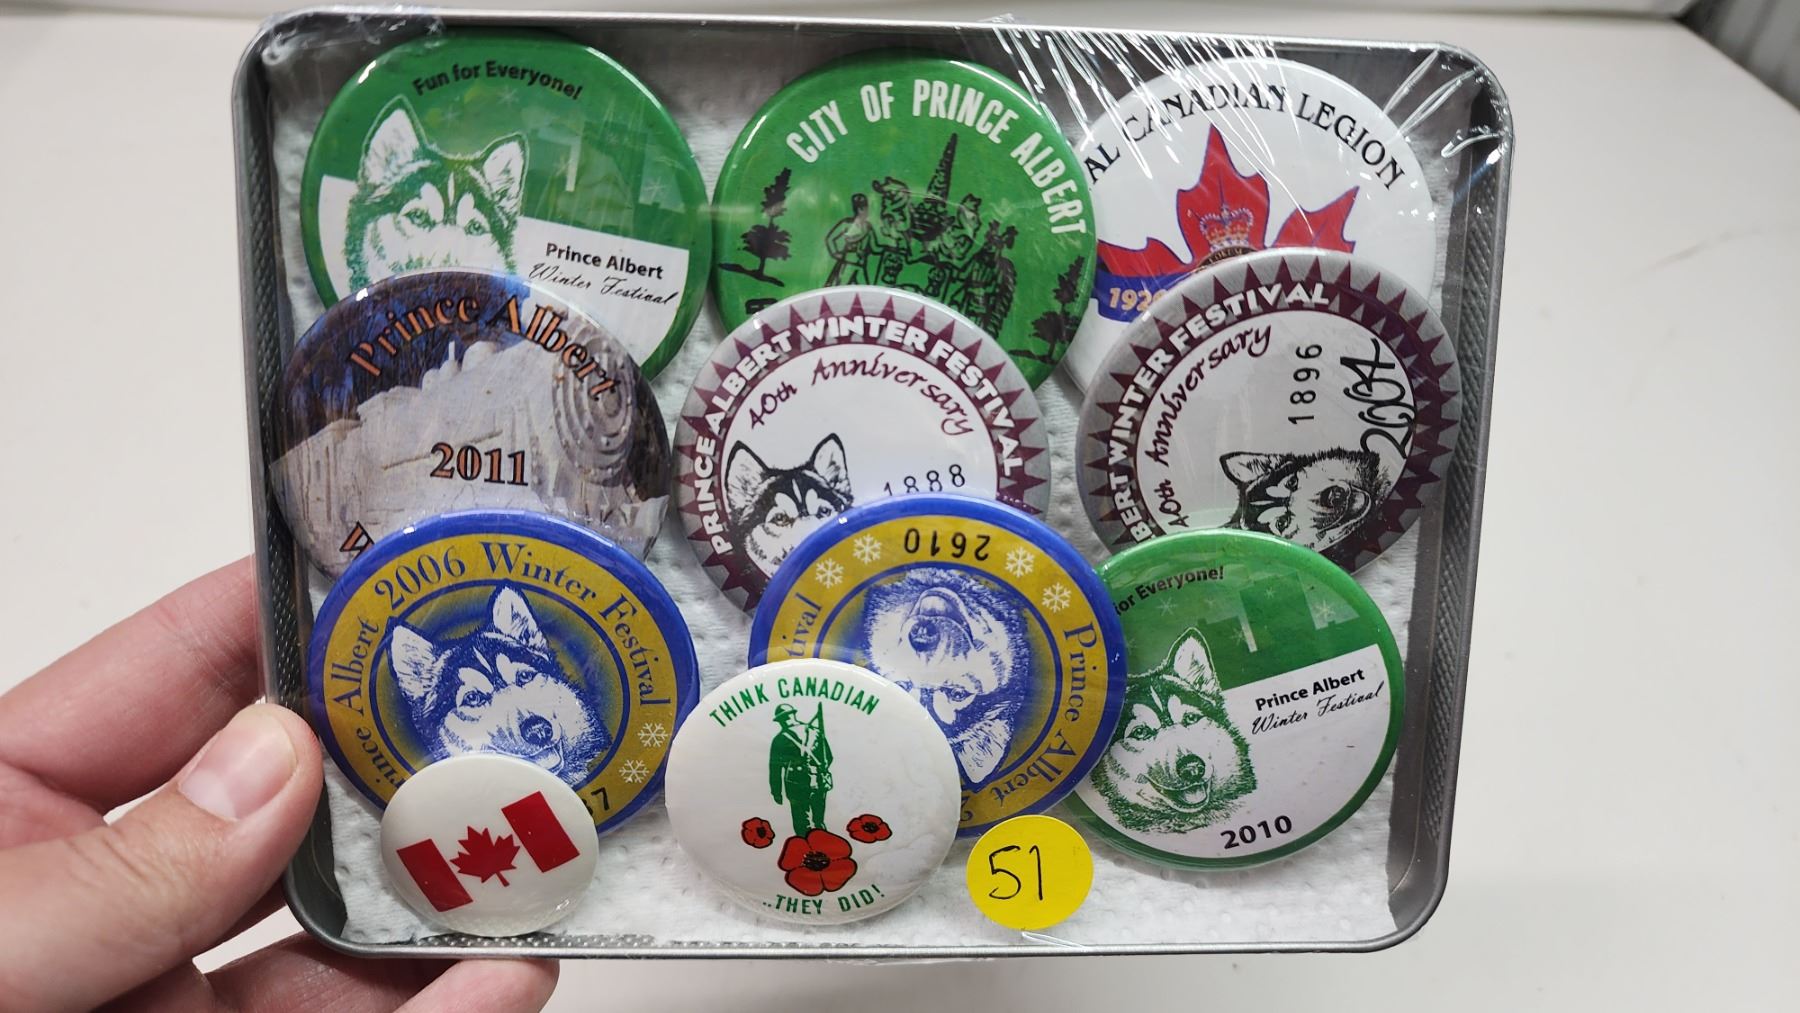 Fun for Everyone!
Prince Albert
Winter Festival
CITY OF PRINCE ALBERT
CANADIAN LEGION
Prince Albert
2011
PRINCE ALBERT WINTER FESTIVAL
40th Anniversary
1888
WINTER FESTIVAL
Anniversary
1896
2004
Prince Albert 2006 Winter Festival
2610
Prince Albert
for Everyone!
Prince Albert
Winter Festival
2010
THINK CANADIAN
..THEY DID!
51